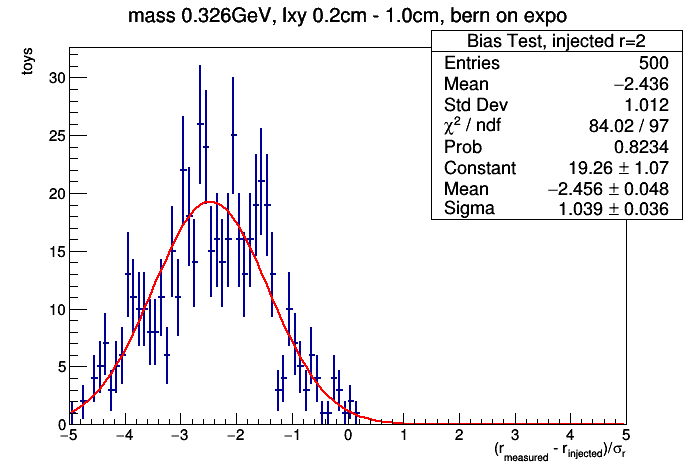 mass 0.326GeV, lxy 0.2cm - 1.0cm, bern on expo
toys
Bias Test, injected r=2
Entries 500
Mean −2.436
Std Dev 1.012
χ² / ndf 84.02 / 97
Prob 0.8234
Constant 19.26 ± 1.07
Mean −2.456 ± 0.048
Sigma 1.039 ± 0.036
30
25
20
15
10
5
0
−5 −4 −3 −2 −1 0 1 2 3 4 5
(r_measured - r_injected)/σ_r